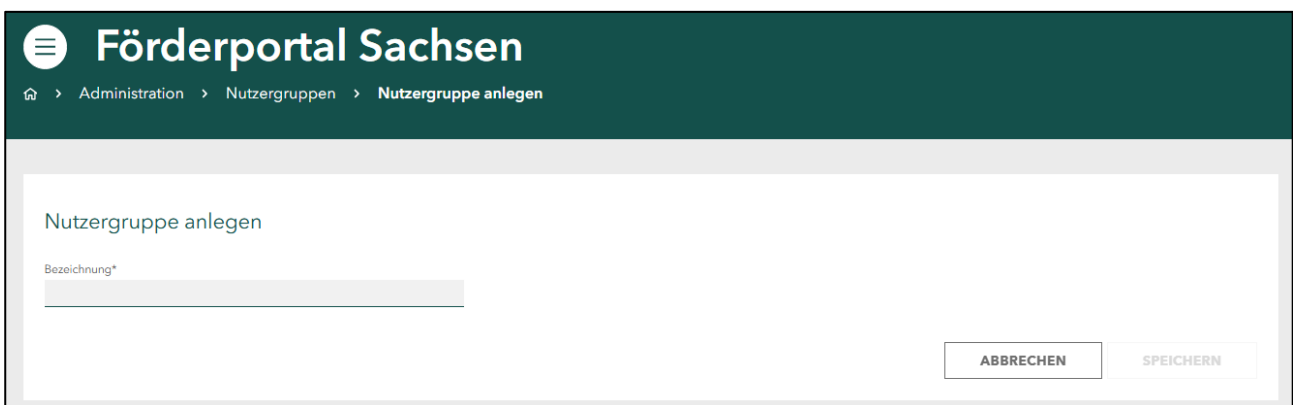 Förderportal Sachsen
Administration > Nutzergruppen > Nutzergruppe anlegen
Nutzergruppe anlegen
Bezeichnung*
ABBRECHEN SPEICHERN